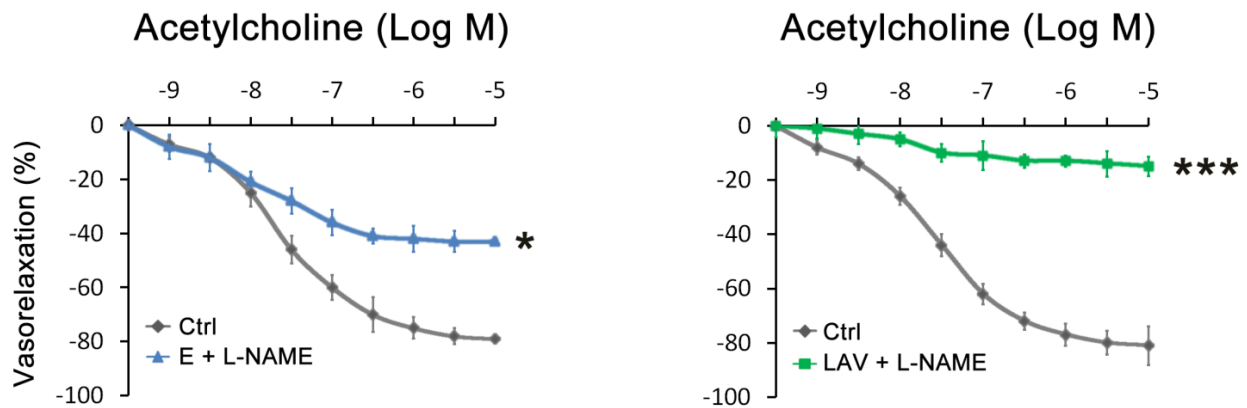 Acetylcholine (Log M)
-9 -8 -7 -6 -5
0
-20
-40
-60
-80
-100
Vasorelaxation (%)
*
Ctrl
E + L-NAME
Acetylcholine (Log M)
-9 -8 -7 -6 -5
0
-20
-40
-60
-80
-100
***
Ctrl
LAV + L-NAME